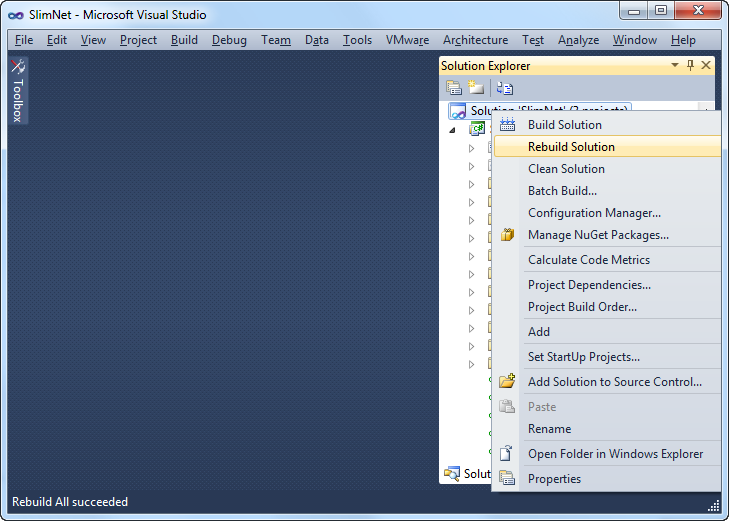 SlimNet - Microsoft Visual Studio
File Edit View Project Build Debug Team Data Tools VMware Architecture Test Analyze Window Help
Toolbox
Solution Explorer
Solution 'SlimNet' (3 projects)
Build Solution
Rebuild Solution
Clean Solution
Batch Build...
Configuration Manager...
Manage NuGet Packages...
Calculate Code Metrics
Project Dependencies...
Project Build Order...
Add
Set StartUp Projects...
Add Solution to Source Control...
Paste
Rename
Open Folder in Windows Explorer
Solut
Properties
Rebuild All succeeded